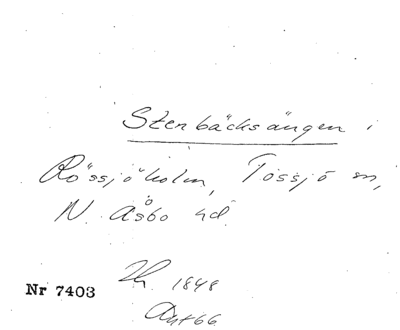 Stenbäcksängen i
Rössjöholm, Tossjö sn,
N. Åsbo hd.
1848
Nr 7403